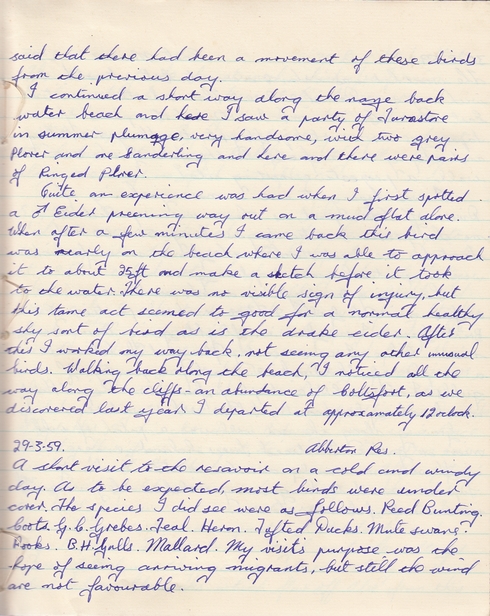 said that there had been a movement of these birds
from the previous day.
I continued a short way along the naze back
water beach and here I saw a party of Turnstone
in summer plumage, very handsome, with two grey
Plover and one Sanderling and here and there were pairs
of Ringed Plover.
Quite an experience was had when I first spotted
a ♂ Eider preening way out on a mud flat alone.
When after a few minutes I came back this bird
was nearly on the beach where I was able to approach
it to about 25ft and make a sketch before it took
to the water. There was no visible sign of injury, but
this tame act seemed to good for a normal healthy
shy sort of bird as is the drake eider. After
this I worked my way back, not seeing any other unusual
birds. Walking back along the beach, I noticed all the
way along the cliffs - an abundance of Coltsfort, as we
discovered last year. I departed at approximately 12oclock.
29-3-59. Abberton Res.
A short visit to the resavoir on a cold and windy
day. As to be expected most birds were under
cover. The species I did see were as follows. Reed Bunting.
Coots. G.C. Grebes. Teal. Heron. Tufted Ducks. Mute swans.
Rooks. B.H. Gulls. Mallard. My visits purpose was the
hope of seeing arriving migrants, but still the wind
are not favourable.